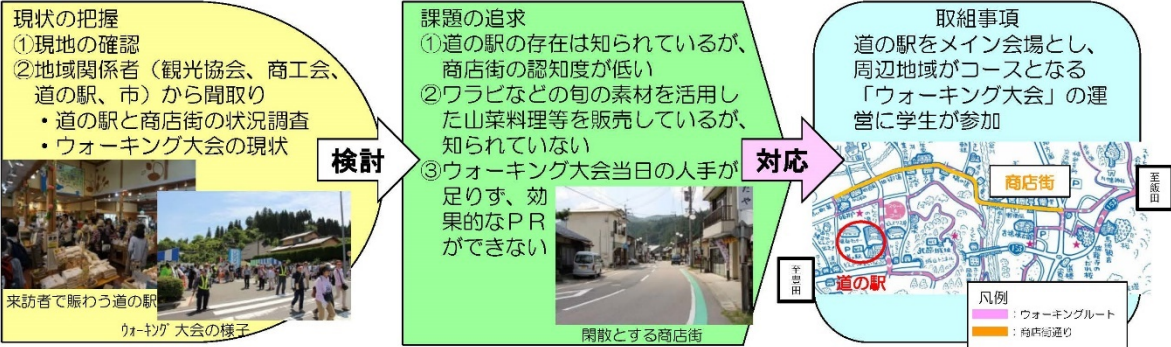 現状の把握
①現地の確認
②地域関係者（観光協会、商工会、
道の駅、市）から聞取り
・道の駅と商店街の状況調査
・ウォーキング大会の現状
来訪者で賑わう道の駅
ｳｫｰｷﾝｸﾞ大会の様子
検討
課題の追求
①道の駅の存在は知られているが、
商店街の認知度が低い
②ワラビなどの旬の素材を活用し
た山菜料理等を販売しているが、
知られていない
③ウォーキング大会当日の人手が
足りず、効
果的なＰＲ
ができない
閑散とする商店街
対応
取組事項
道の駅をメイン会場とし、
周辺地域がコースとなる
「ウォーキング大会」の運
営に学生が参加
商店街
至飯田
至豊田
道の駅
凡例
：ウォーキングルート
：商店街通り